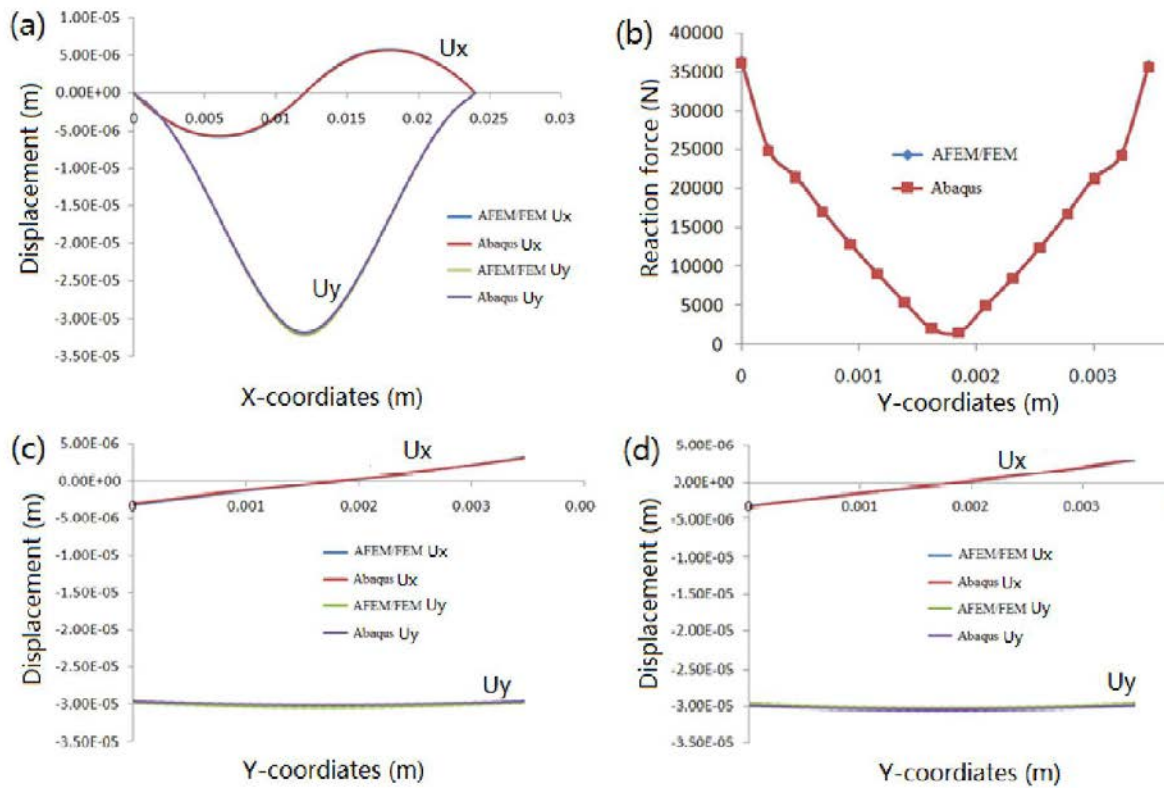 (a)
1.00E-05
5.00E-06
0.00E+00
-5.00E-06
-1.00E-05
-1.50E-05
-2.00E-05
-2.50E-05
-3.00E-05
-3.50E-05
0 0.005 0.01 0.015 0.02 0.025 0.03
Displacement (m)
Ux
Uy
AFEM/FEM Ux
Abaqus Ux
AFEM/FEM Uy
Abaqus Uy
X-coordiates (m)
(b)
40000
35000
30000
25000
20000
15000
10000
5000
0
0 0.001 0.002 0.003
Reaction force (N)
AFEM/FEM
Abaqus
Y-coordiates (m)
(c)
5.00E-06
0.00E+00
-5.00E-06
-1.00E-05
-1.50E-05
-2.00E-05
-2.50E-05
-3.00E-05
-3.50E-05
0 0.001 0.002 0.003 0.00
Displacement (m)
Ux
AFEM/FEM Ux
Abaqus Ux
AFEM/FEM Uy
Abaqus Uy
Uy
Y-coordiates (m)
(d)
5.00E-06
0.00E+00
-5.00E-06
-1.00E-05
-1.50E-05
-2.00E-05
-2.50E-05
-3.00E-05
-3.50E-05
0 0.001 0.002 0.003
Displacement (m)
Ux
AFEM/FEM Ux
Abaqus Ux
AFEM/FEM Uy
Abaqus Uy
Uy
Y-coordiates (m)